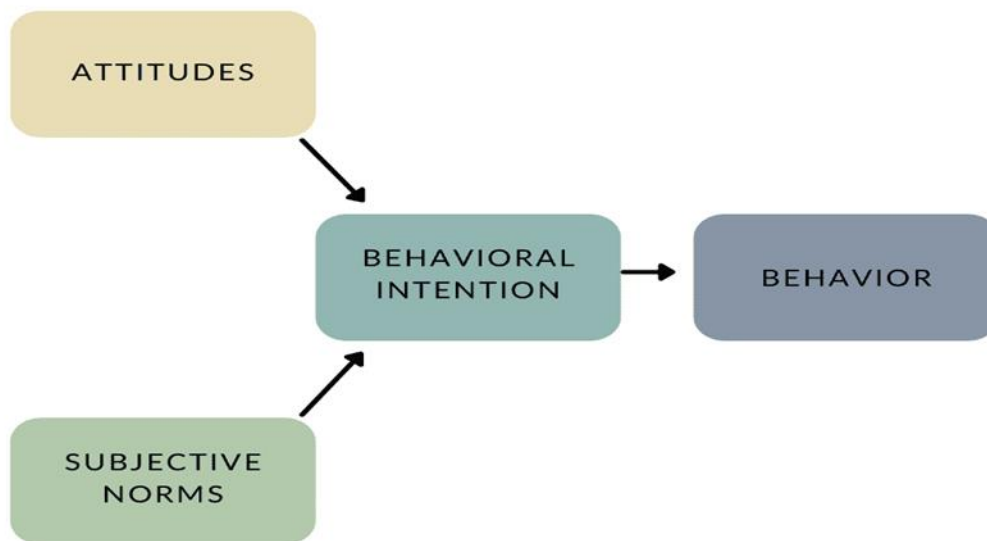 ATTITUDES
BEHAVIORAL
INTENTION
BEHAVIOR
SUBJECTIVE
NORMS